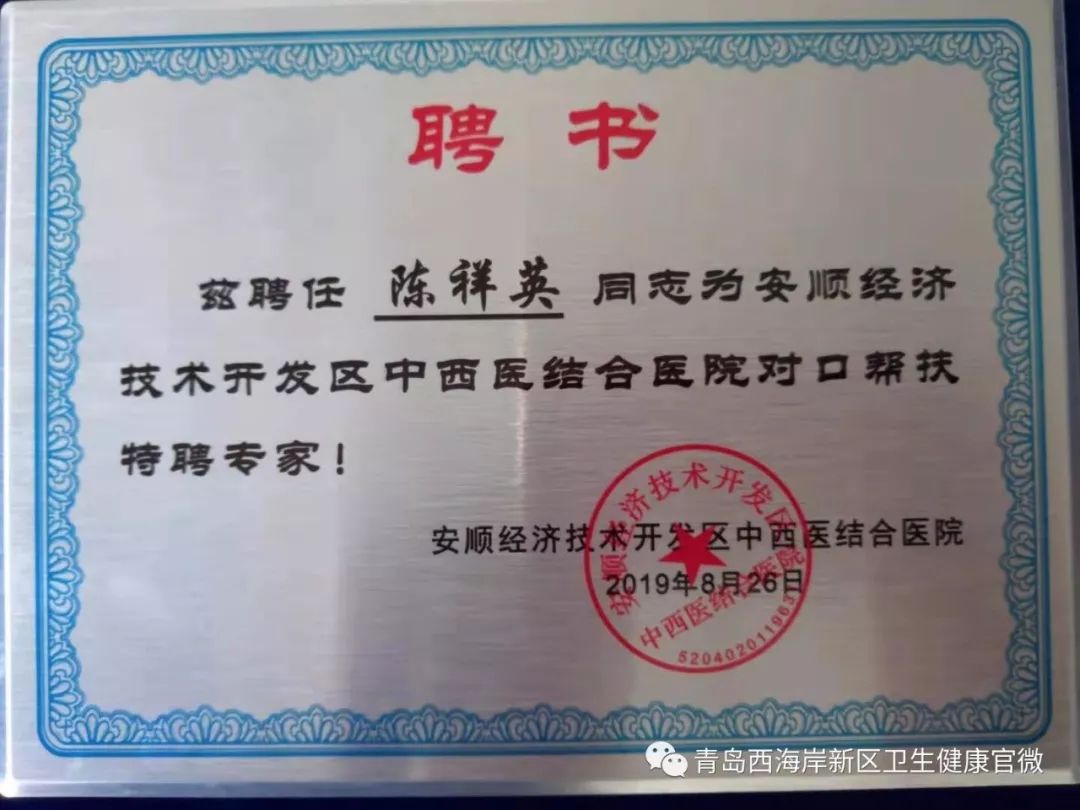 聘书
兹聘任 陈祥英 同志为安顺经济
技术开发区中西医结合医院对口帮扶
特聘专家！
安顺经济技术开发区中西医结合医院
2019年8月26日
安顺经济技术开发区
中西医结合医院
5204020119637
青岛西海岸新区卫生健康官微